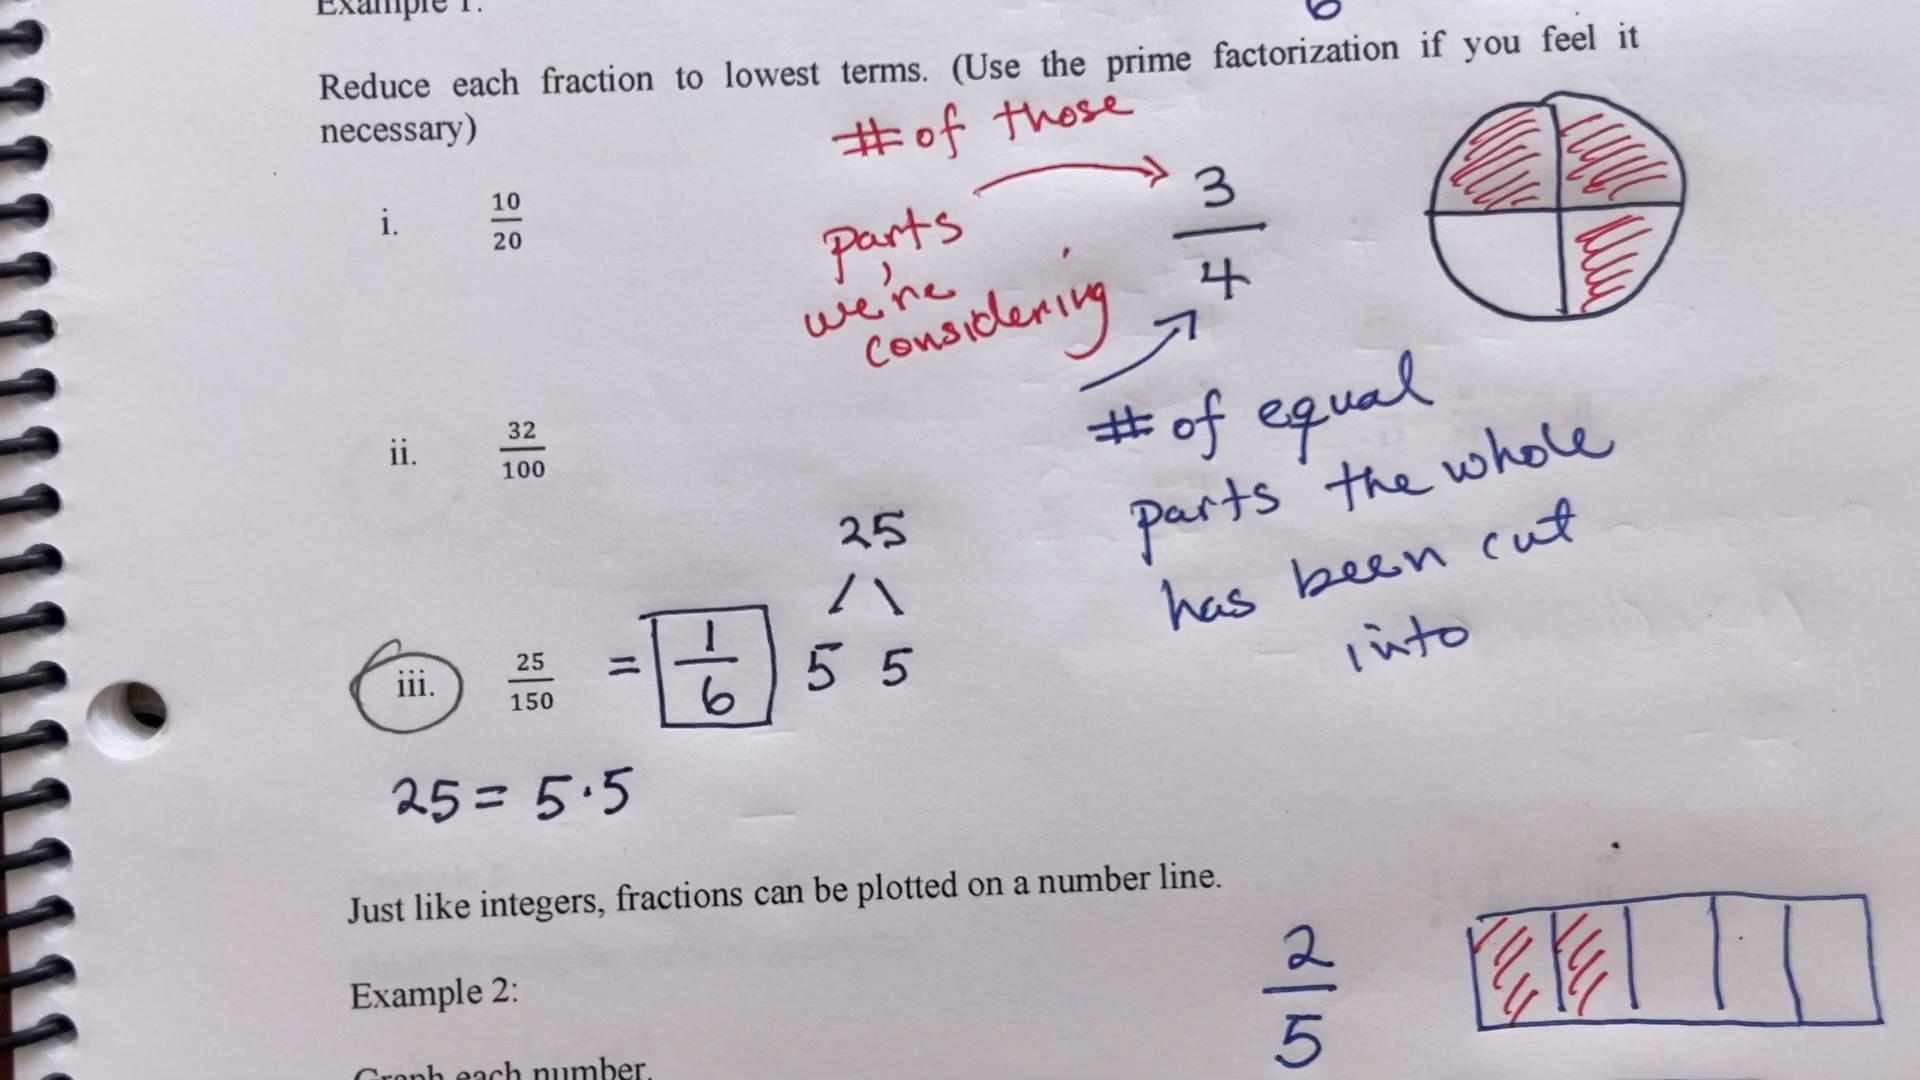 Example 1:
6
Reduce each fraction to lowest terms. (Use the prime factorization if you feel it
necessary)
# of those
parts
we're
considering
3
4
i. 10
20
# of equal
parts the whole
has been cut
into
ii. 32
100
25
5 5
iii. 25
150
= 1
6
25 = 5·5
Just like integers, fractions can be plotted on a number line.
2
5
Example 2:
Graph each number.